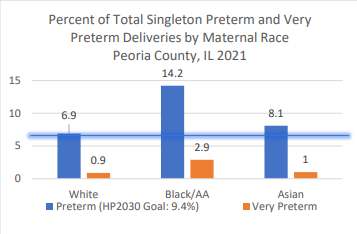 Percent of Total Singleton Preterm and Very
Preterm Deliveries by Maternal Race
Peoria County, IL 2021
15
10
5
0
6.9
0.9
14.2
2.9
8.1
1
White
Black/AA
Asian
Preterm (HP2030 Goal: 9.4%)
Very Preterm